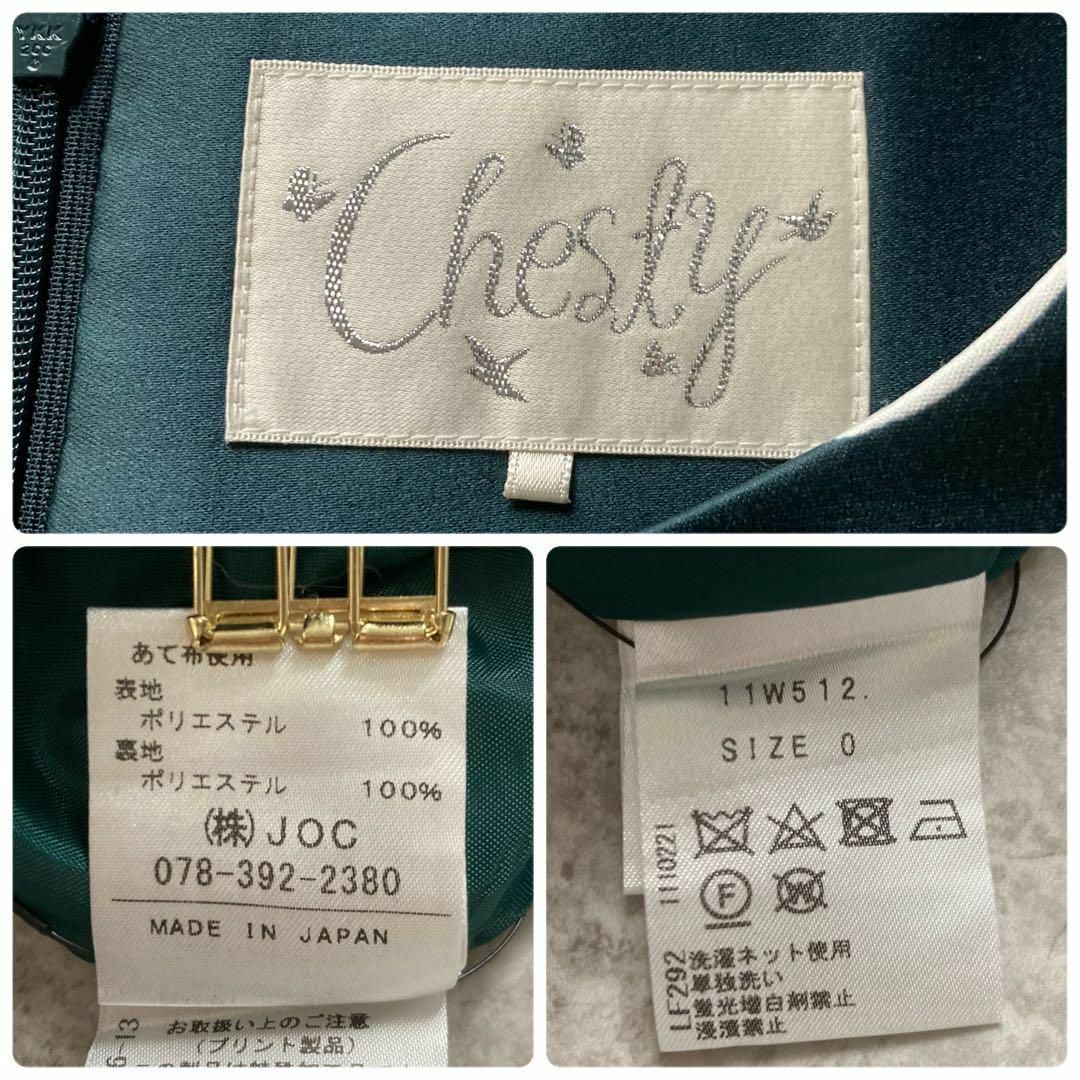 YKK
Chesty
あて布使用
表地
ポリエステル 100%
裏地
ポリエステル 100%
(株)JOC
078-392-2380
MADE IN JAPAN
お取扱い上のご注意
(プリント製品)
11W512.
SIZE 0
1110221
F
W
LF292
洗濯ネット使用
単独洗い
蛍光増白剤禁止
浸漬禁止